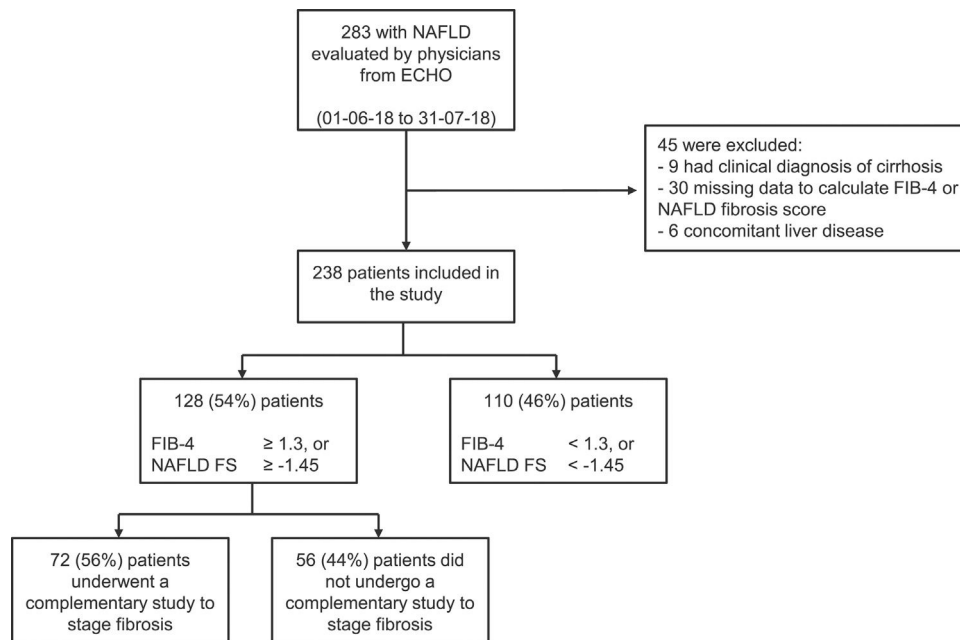 283 with NAFLD
evaluated by physicians
from ECHO
(01-06-18 to 31-07-18)
45 were excluded:
- 9 had clinical diagnosis of cirrhosis
- 30 missing data to calculate FIB-4 or
NAFLD fibrosis score
- 6 concomitant liver disease
238 patients included in
the study
128 (54%) patients
FIB-4 ≥ 1.3, or
NAFLD FS ≥ -1.45
110 (46%) patients
FIB-4 < 1.3, or
NAFLD FS < -1.45
72 (56%) patients
underwent a
complementary study to
stage fibrosis
56 (44%) patients did
not undergo a
complementary study to
stage fibrosis